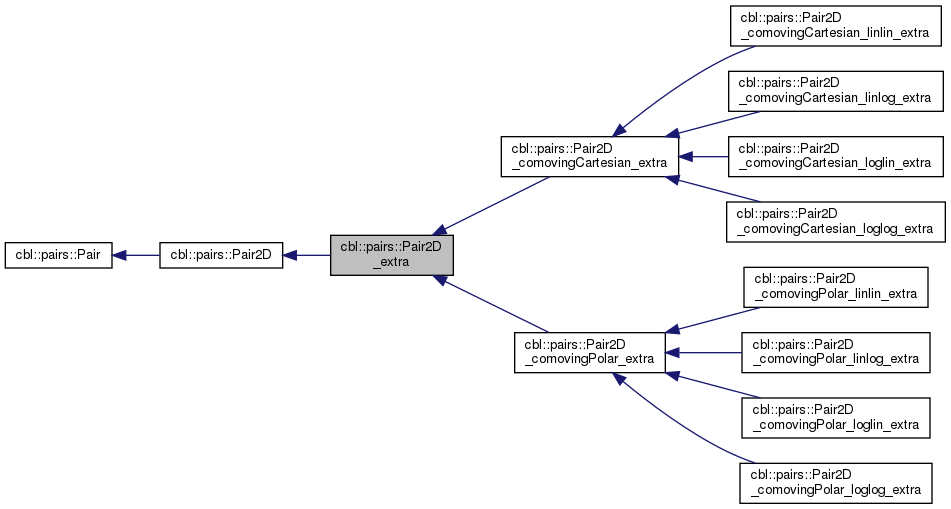 cbl::pairs::Pair
cbl::pairs::Pair2D
cbl::pairs::Pair2D
_extra
cbl::pairs::Pair2D
_comovingCartesian_extra
cbl::pairs::Pair2D
_comovingCartesian_linlin_extra
cbl::pairs::Pair2D
_comovingCartesian_linlog_extra
cbl::pairs::Pair2D
_comovingCartesian_loglin_extra
cbl::pairs::Pair2D
_comovingCartesian_loglog_extra
cbl::pairs::Pair2D
_comovingPolar_extra
cbl::pairs::Pair2D
_comovingPolar_linlin_extra
cbl::pairs::Pair2D
_comovingPolar_linlog_extra
cbl::pairs::Pair2D
_comovingPolar_loglin_extra
cbl::pairs::Pair2D
_comovingPolar_loglog_extra